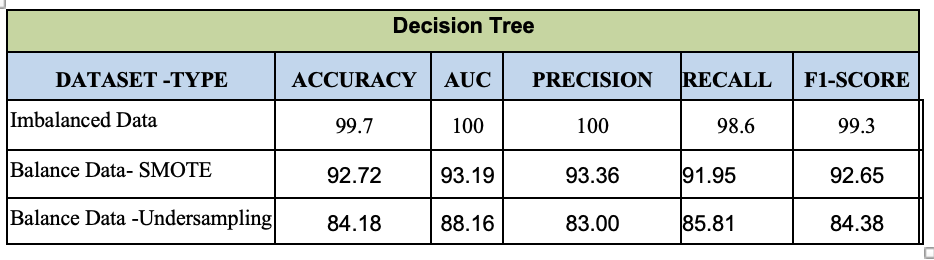 Decision Tree
DATASET -TYPE ACCURACY AUC PRECISION RECALL F1-SCORE
Imbalanced Data 99.7 100 100 98.6 99.3
Balance Data- SMOTE 92.72 93.19 93.36 91.95 92.65
Balance Data -Undersampling 84.18 88.16 83.00 85.81 84.38